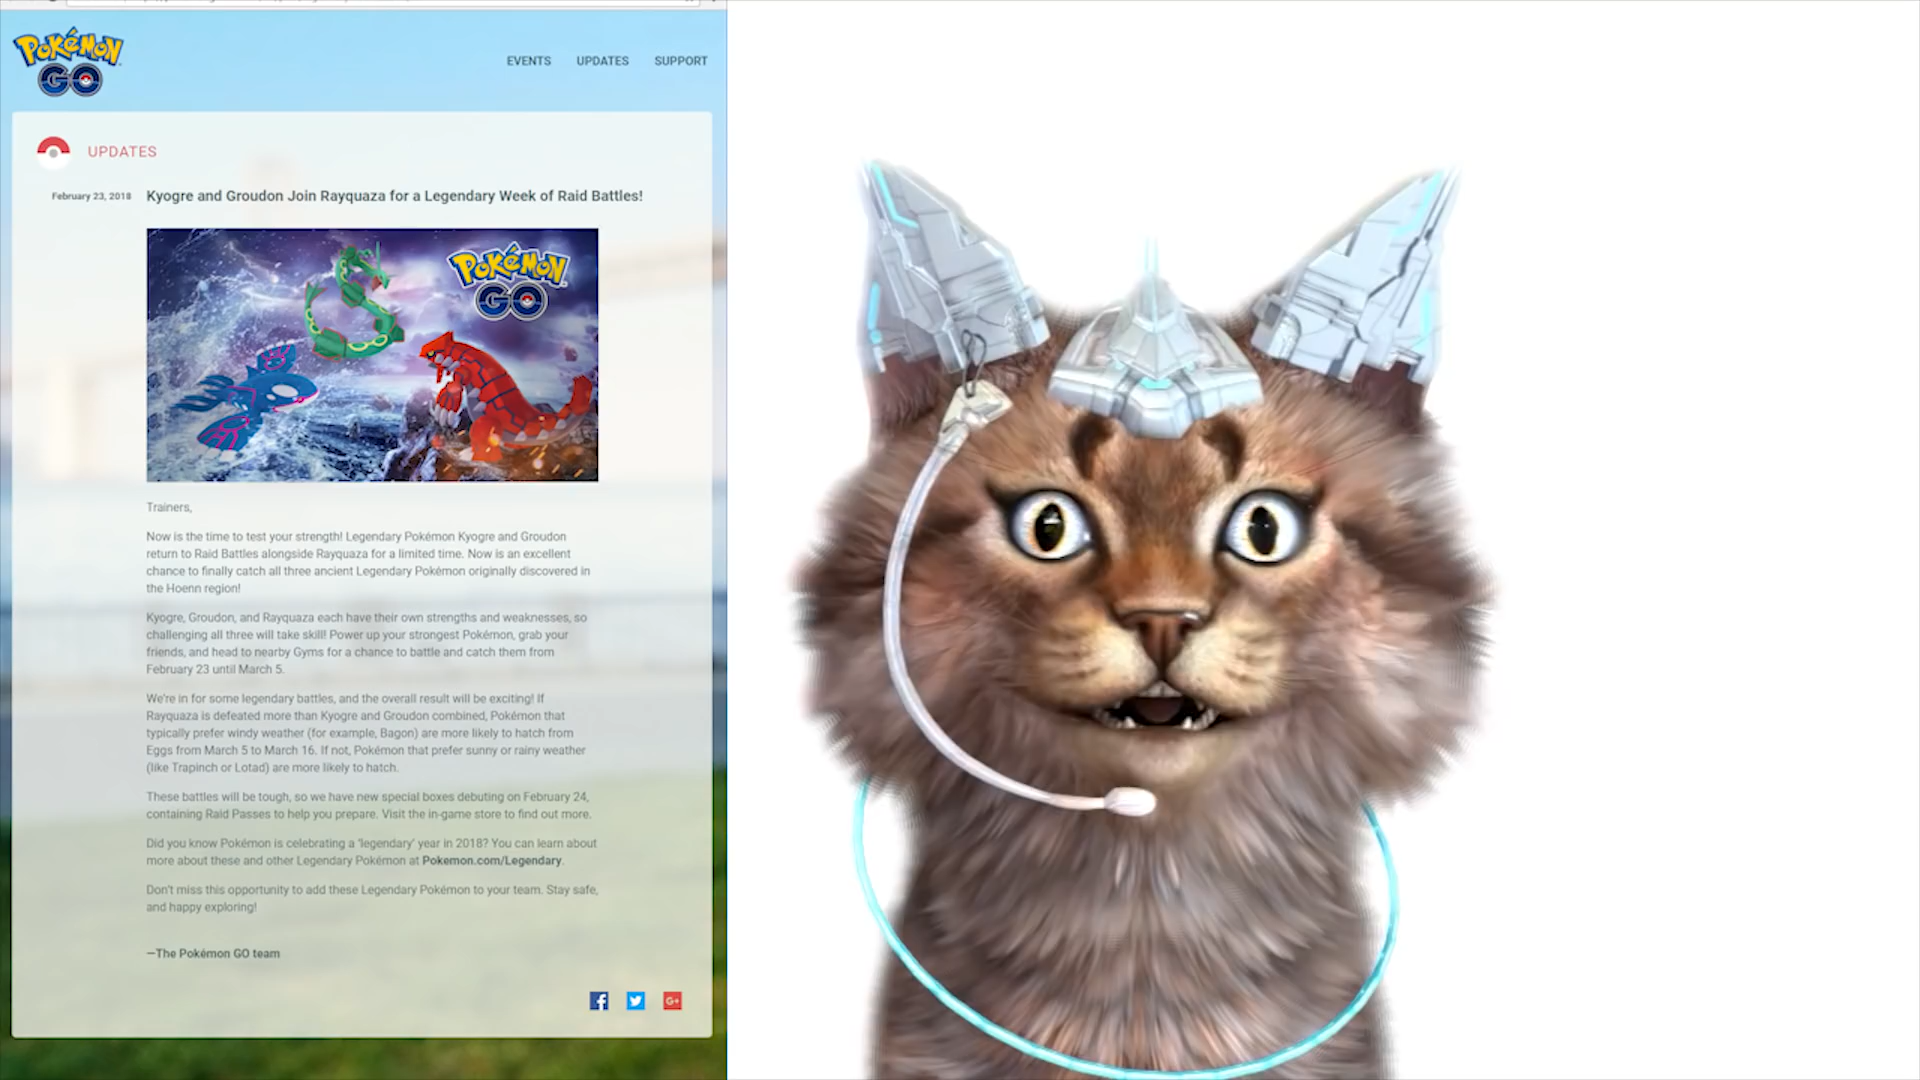 POKéMON
GO
EVENTS UPDATES SUPPORT
UPDATES
February 23, 2018 Kyogre and Groudon Join Rayquaza for a Legendary Week of Raid Battles!
POKéMON
GO
Trainers,
Now is the time to test your strength! Legendary Pokémon Kyogre and Groudon
return to Raid Battles alongside Rayquaza for a limited time. Now is an excellent
chance to finally catch all three ancient Legendary Pokémon originally discovered in
the Hoenn region!
Kyogre, Groudon, and Rayquaza each have their own strengths and weaknesses, so
challenging all three will take skill! Power up your strongest Pokémon, grab your
friends, and head to nearby Gyms for a chance to battle and catch them from
February 23 until March 5.
We're in for some legendary battles, and the overall result will be exciting! If
Rayquaza is defeated more than Kyogre and Groudon combined, Pokémon that
typically prefer windy weather (for example, Bagon) are more likely to hatch from
Eggs from March 5 to March 16. If not, Pokémon that prefer sunny or rainy weather
(like Trapinch or Lotad) are more likely to hatch.
These battles will be tough, so we have new special boxes debuting on February 24,
containing Raid Passes to help you prepare. Visit the in-game store to find out more.
Did you know Pokémon is celebrating a 'legendary' year in 2018? You can learn about
more about these and other Legendary Pokémon at Pokemon.com/Legendary.
Don't miss this opportunity to add these Legendary Pokémon to your team. Stay safe,
and happy exploring!
—The Pokémon GO team
G+